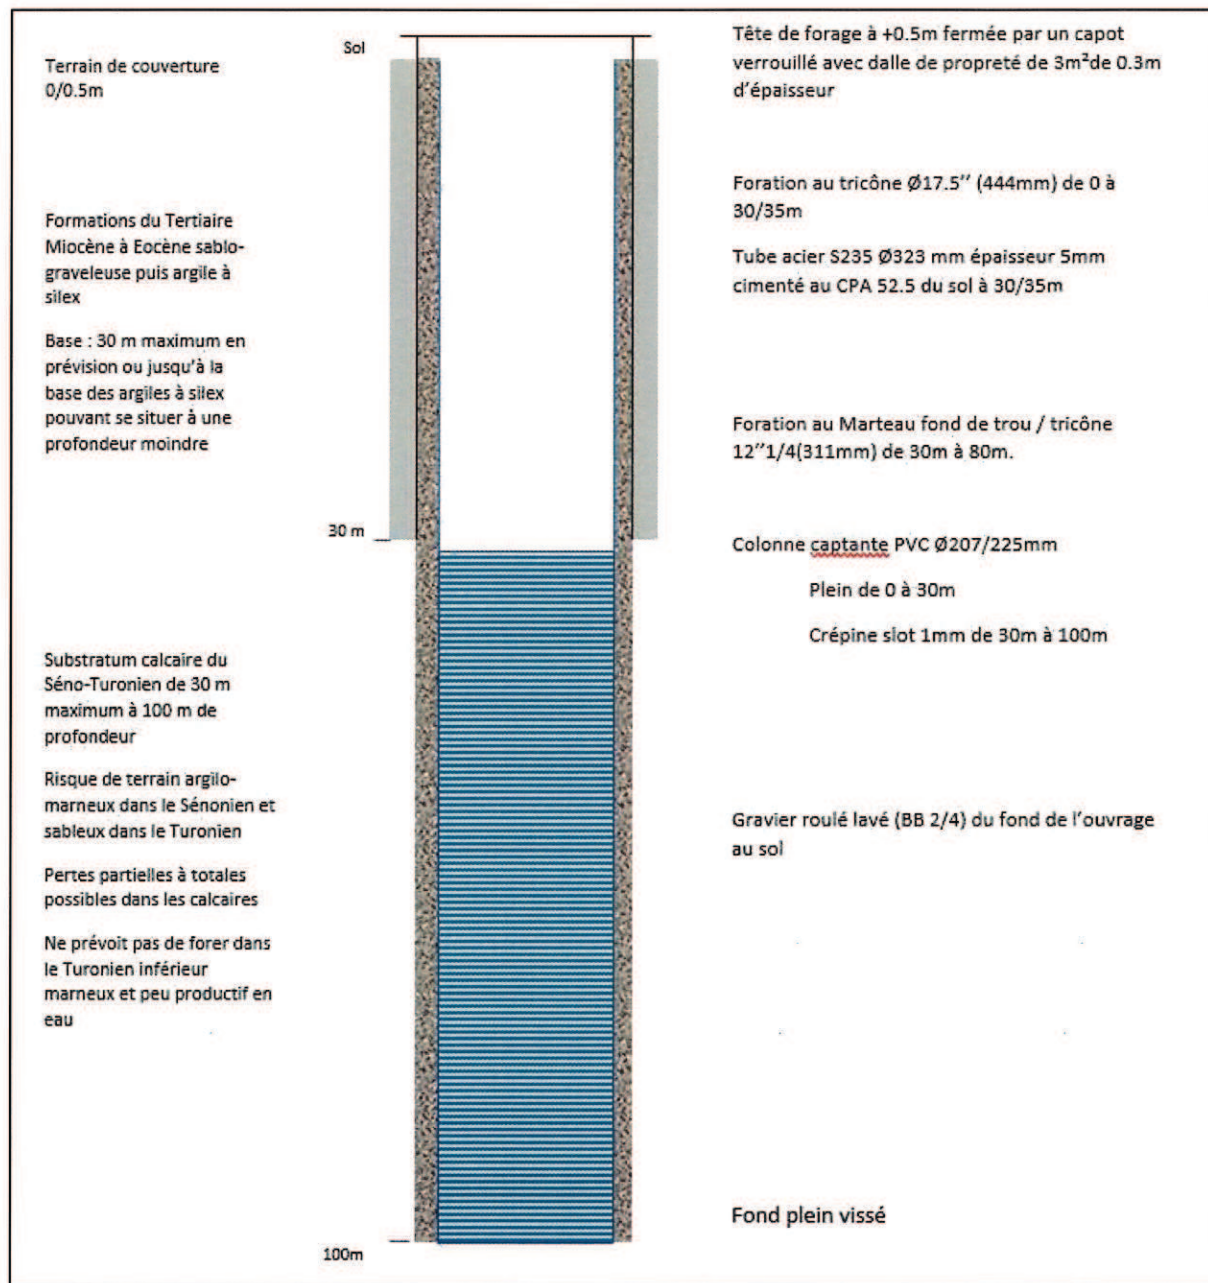 Sol
Terrain de couverture
0/0.5m
Formations du Tertiaire
Miocène à Eocène sablo-
graveleuse puis argile à
silex
Base : 30 m maximum en
prévision ou jusqu'à la
base des argiles à silex
pouvant se situer à une
profondeur moindre
30 m
Substratum calcaire du
Séno-Turonien de 30 m
maximum à 100 m de
profondeur
Risque de terrain argilo-
marneux dans le Sénonien et
sableux dans le Turonien
Pertes partielles à totales
possibles dans les calcaires
Ne prévoit pas de forer dans
le Turonien inférieur
marneux et peu productif en
eau
100m
Tête de forage à +0.5m fermée par un capot
verrouillé avec dalle de propreté de 3m²de 0.3m
d'épaisseur
Foration au tricône Ø17.5’’ (444mm) de 0 à
30/35m
Tube acier S235 Ø323 mm épaisseur 5mm
cimenté au CPA 52.5 du sol à 30/35m
Foration au Marteau fond de trou / tricône
12’’1/4(311mm) de 30m à 80m.
Colonne captante PVC Ø207/225mm
Plein de 0 à 30m
Crépine slot 1mm de 30m à 100m
Gravier roulé lavé (BB 2/4) du fond de l'ouvrage
au sol
Fond plein vissé